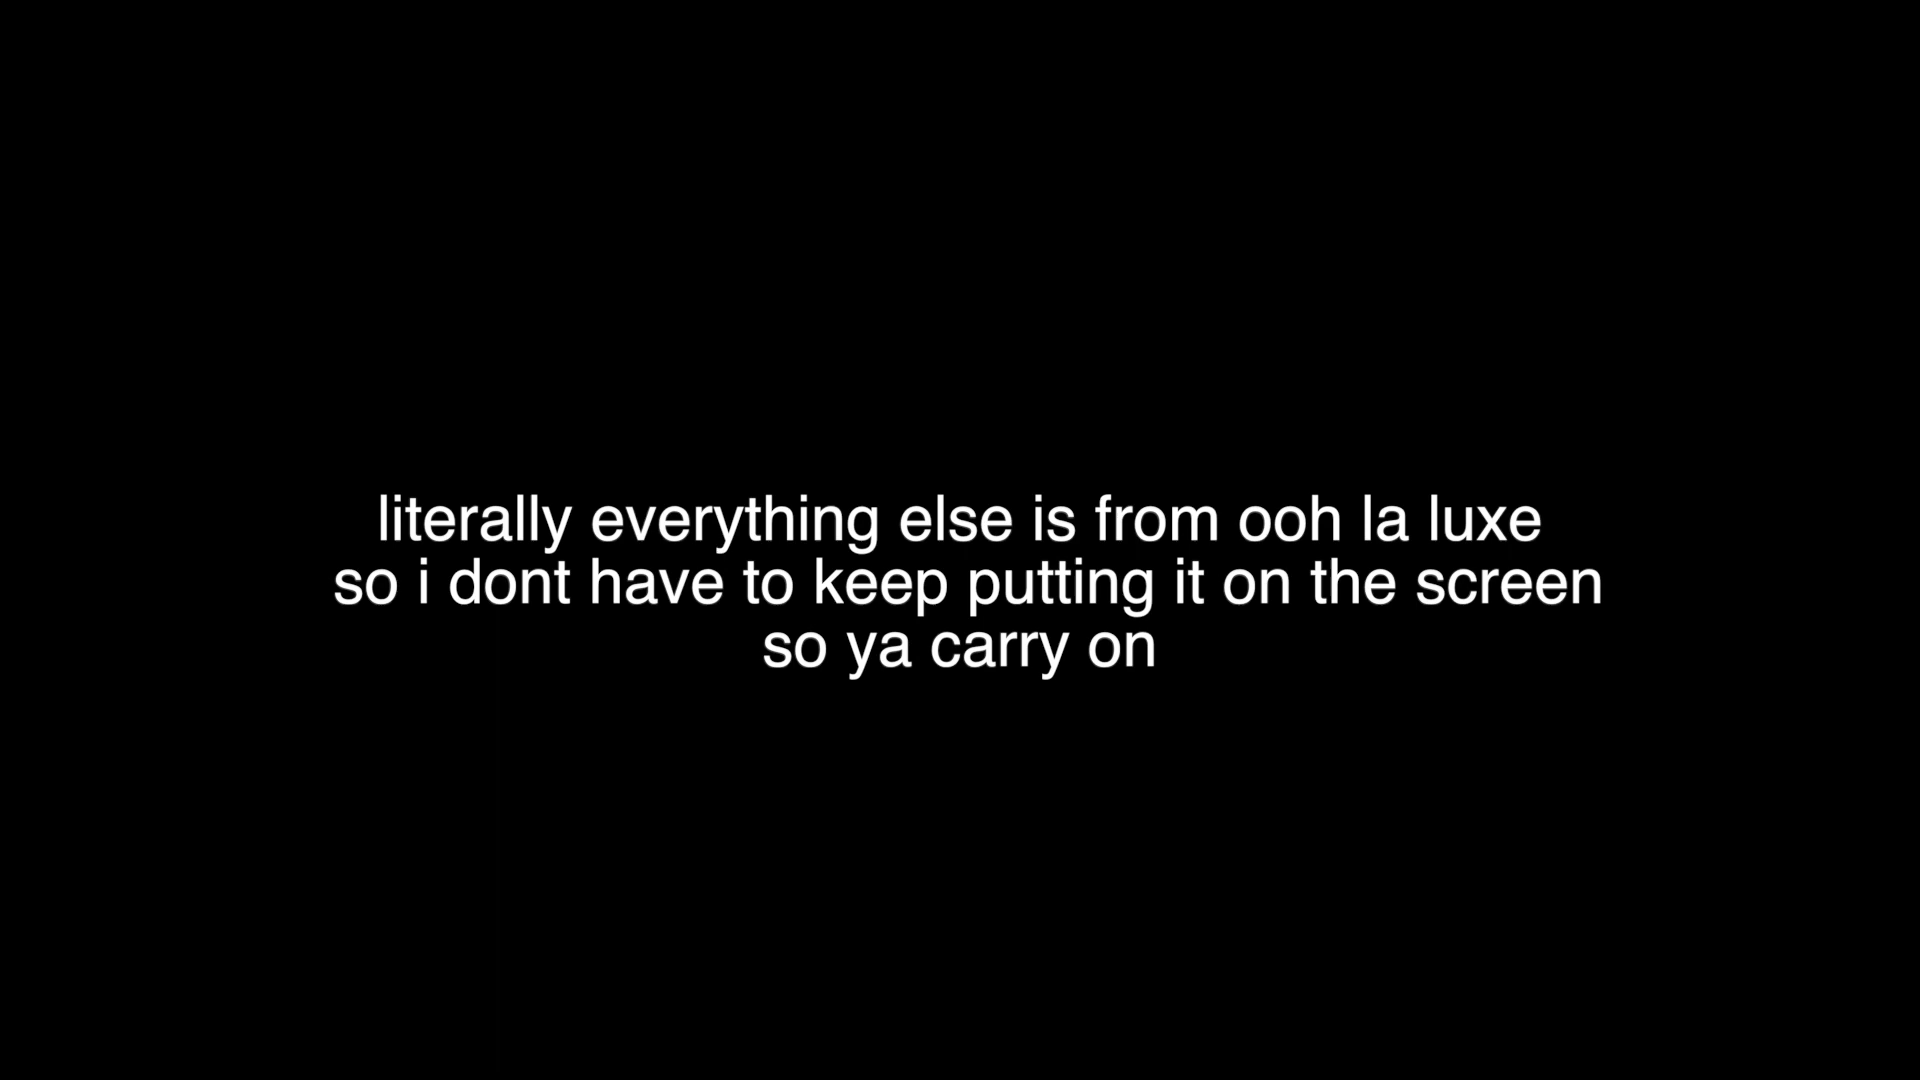 literally everything else is from ooh la luxe
so i dont have to keep putting it on the screen
so ya carry on